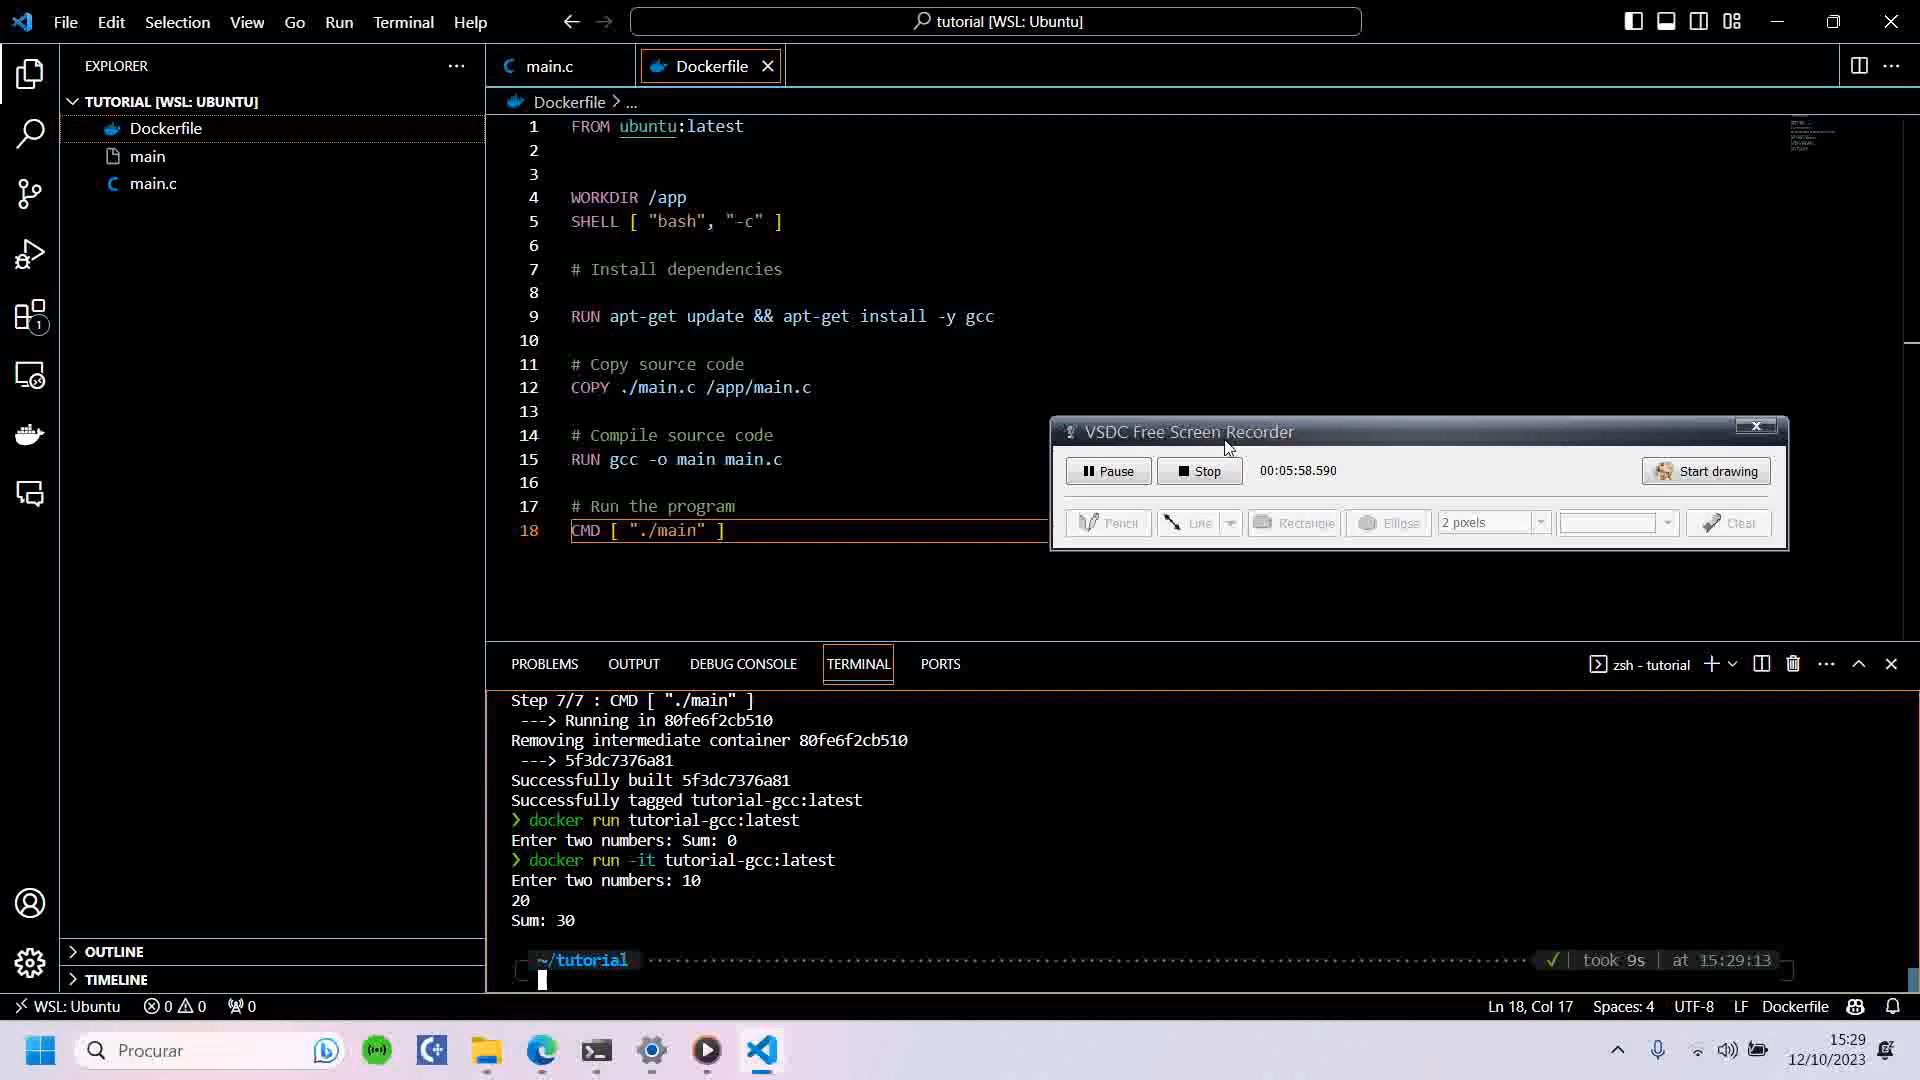 File Edit Selection View Go Run Terminal Help
tutorial [WSL: Ubuntu]
EXPLORER
TUTORIAL [WSL: UBUNTU]
Dockerfile
main
main.c
OUTLINE
TIMELINE
main.c
Dockerfile
Dockerfile > ...
1 FROM ubuntu:latest
2
3
4 WORKDIR /app
5 SHELL [ "bash", "-c" ]
6
7 # Install dependencies
8
9 RUN apt-get update && apt-get install -y gcc
10
11 # Copy source code
12 COPY ./main.c /app/main.c
13
14 # Compile source code
15 RUN gcc -o main main.c
16
17 # Run the program
18 CMD [ "./main" ]
VSDC Free Screen Recorder
Pause Stop 00:05:58.590 Start drawing
Pencil Line Rectangle Ellipse 2 pixels Clear
PROBLEMS OUTPUT DEBUG CONSOLE TERMINAL PORTS
zsh - tutorial
Step 7/7 : CMD [ "./main" ]
---> Running in 80fe6f2cb510
Removing intermediate container 80fe6f2cb510
---> 5f3dc7376a81
Successfully built 5f3dc7376a81
Successfully tagged tutorial-gcc:latest
❯ docker run tutorial-gcc:latest
Enter two numbers: Sum: 0
❯ docker run -it tutorial-gcc:latest
Enter two numbers: 10
20
Sum: 30
~/tutorial ✓ | took 9s | at 15:29:13
1
WSL: Ubuntu 0 0 0 Ln 18, Col 17 Spaces: 4 UTF-8 LF Dockerfile
Procurar
15:29
12/10/2023